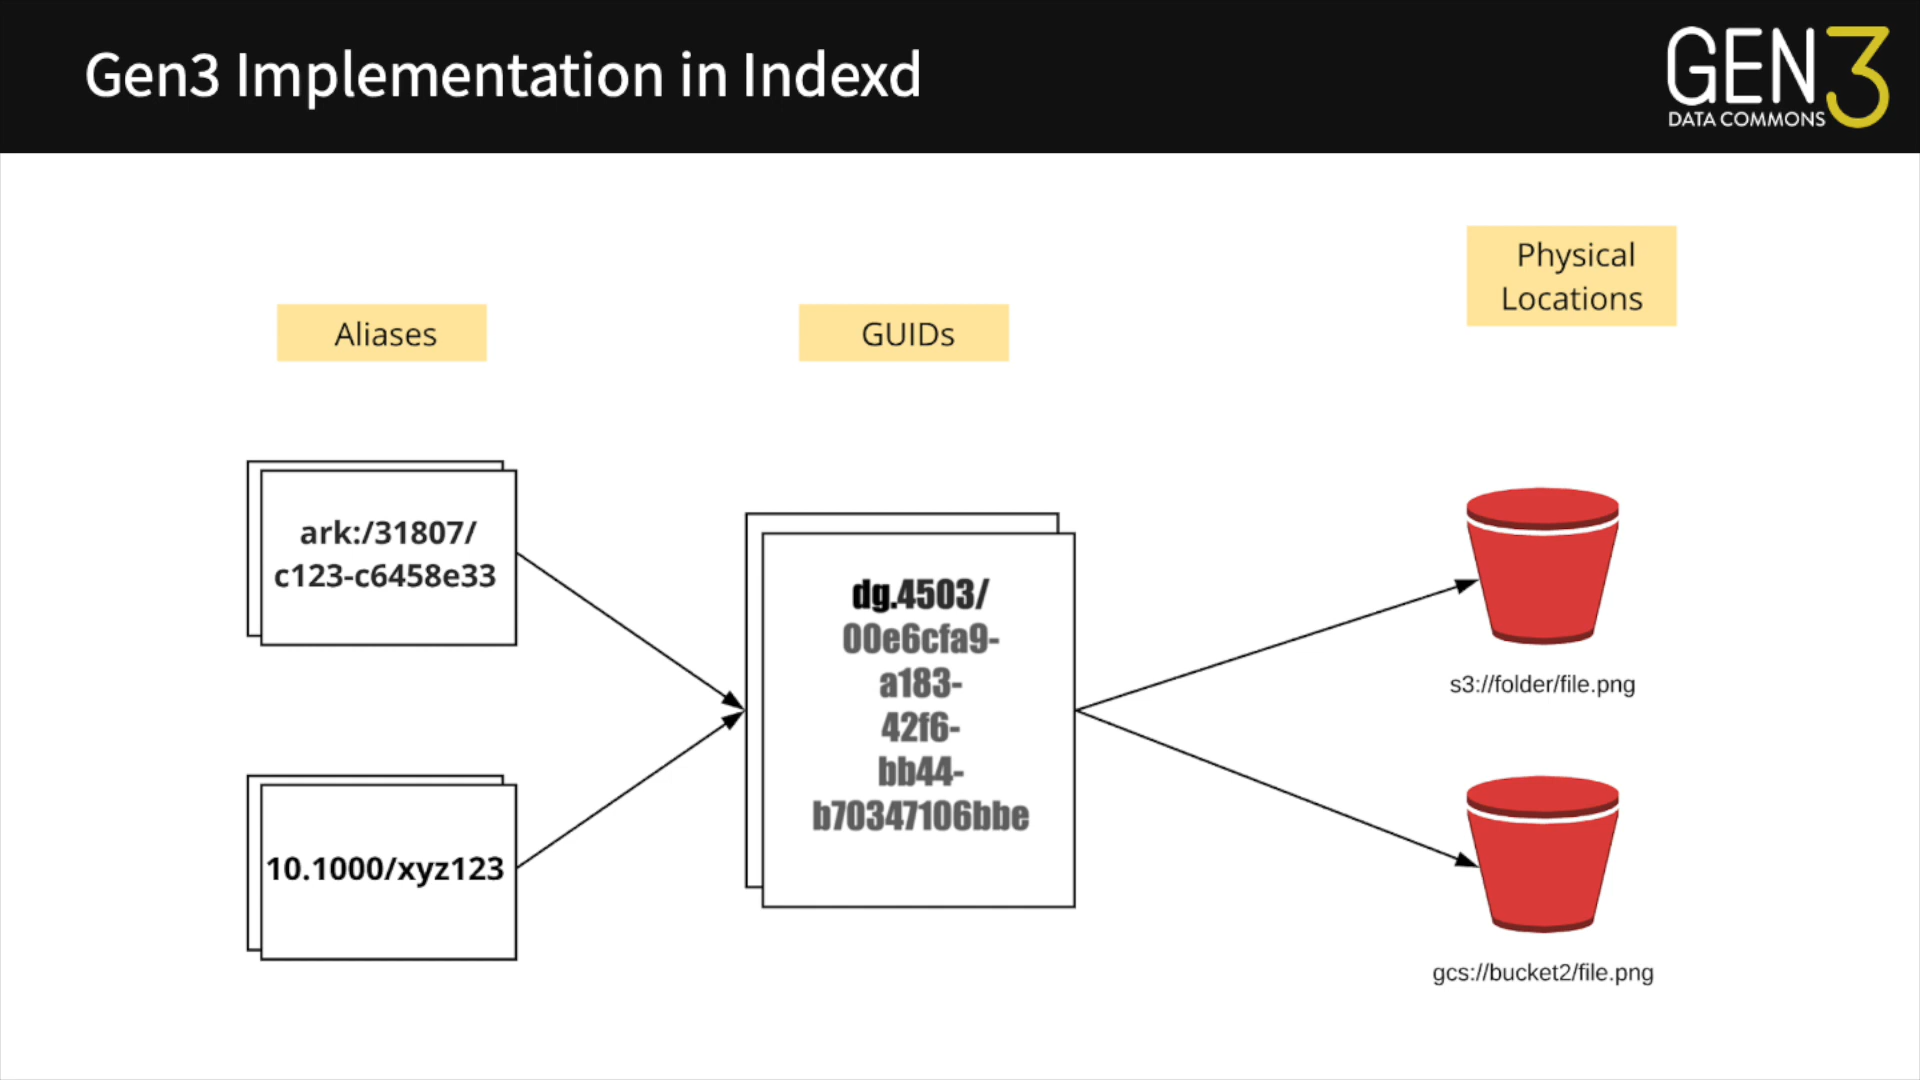 Gen3 Implementation in Indexd
GEN3
DATA COMMONS
Physical
Locations
Aliases
GUIDs
ark:/31807/
c123-c6458e33
10.1000/xyz123
dg.4503/
00e6cfa9-
a183-
42f6-
bb44-
b70347106bbe
s3://folder/file.png
gcs://bucket2/file.png